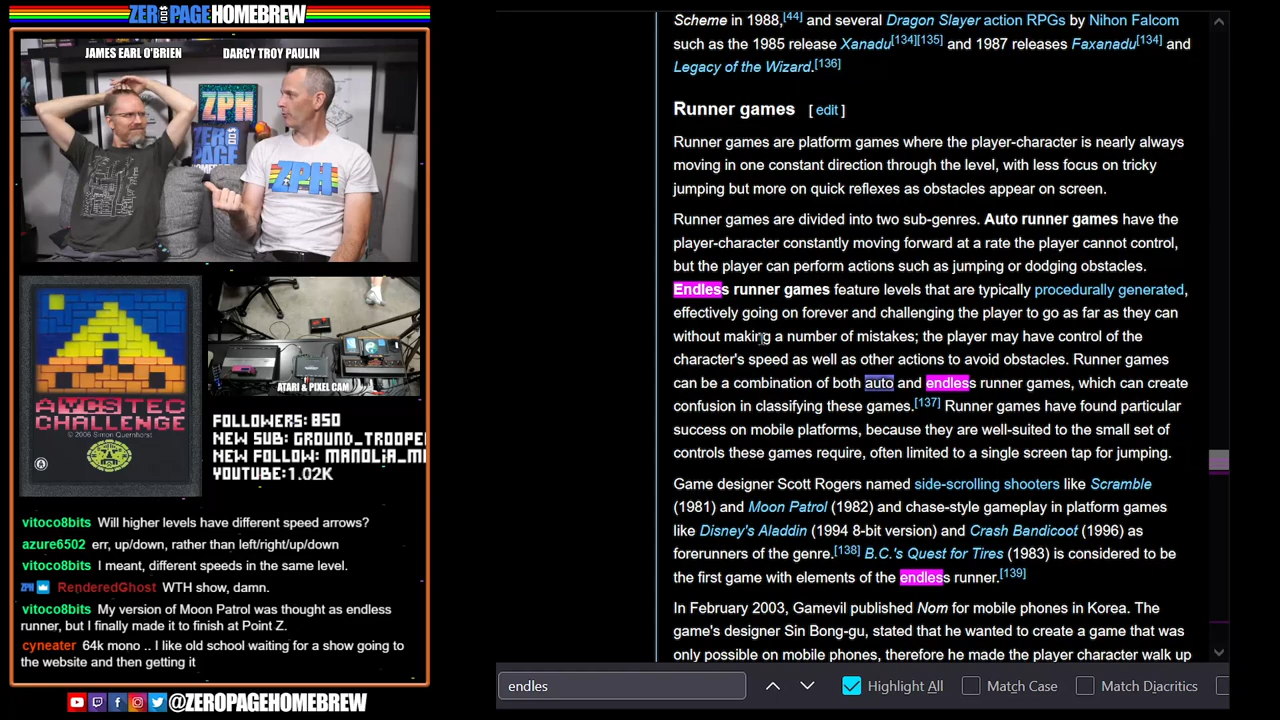 ZERO PAGE HOMEBREW
JAMES EARL O'BRIEN
DARCY TROY PAULIN
ZPH
ZPH
ATARI & PIXEL CAM
AYCSTEC
CHALLENGE
© 2006 Simon Quernhorst
FOLLOWERS: 850
NEW SUB: GROUND_TROOPER
NEW FOLLOW: MANOLIA_M
YOUTUBE:1.02K
vitoco8bits Will higher levels have different speed arrows?
azure6502 err, up/down, rather than left/right/up/down
vitoco8bits I meant, different speeds in the same level.
ZPH RenderedGhost WTH show, damn.
vitoco8bits My version of Moon Patrol was thought as endless
runner, but I finally made it to finish at Point Z.
cyneater 64k mono .. I like old school waiting for a show going to
the website and then getting it
@ZEROPAGEHOMEBREW
Scheme in 1988,[44] and several Dragon Slayer action RPGs by Nihon Falcom
such as the 1985 release Xanadu[134][135] and 1987 releases Faxanadu[134] and
Legacy of the Wizard.[136]
Runner games [ edit ]
Runner games are platform games where the player-character is nearly always
moving in one constant direction through the level, with less focus on tricky
jumping but more on quick reflexes as obstacles appear on screen.
Runner games are divided into two sub-genres. Auto runner games have the
player-character constantly moving forward at a rate the player cannot control,
but the player can perform actions such as jumping or dodging obstacles.
Endless runner games feature levels that are typically procedurally generated,
effectively going on forever and challenging the player to go as far as they can
without making a number of mistakes; the player may have control of the
character's speed as well as other actions to avoid obstacles. Runner games
can be a combination of both auto and endless runner games, which can create
confusion in classifying these games.[137] Runner games have found particular
success on mobile platforms, because they are well-suited to the small set of
controls these games require, often limited to a single screen tap for jumping.
Game designer Scott Rogers named side-scrolling shooters like Scramble
(1981) and Moon Patrol (1982) and chase-style gameplay in platform games
like Disney's Aladdin (1994 8-bit version) and Crash Bandicoot (1996) as
forerunners of the genre.[138] B.C.'s Quest for Tires (1983) is considered to be
the first game with elements of the endless runner.[139]
In February 2003, Gamevil published Nom for mobile phones in Korea. The
game's designer Sin Bong-gu, stated that he wanted to create a game that was
only possible on mobile phones, therefore he made the player character walk up
endles
Highlight All
Match Case
Match Diacritics